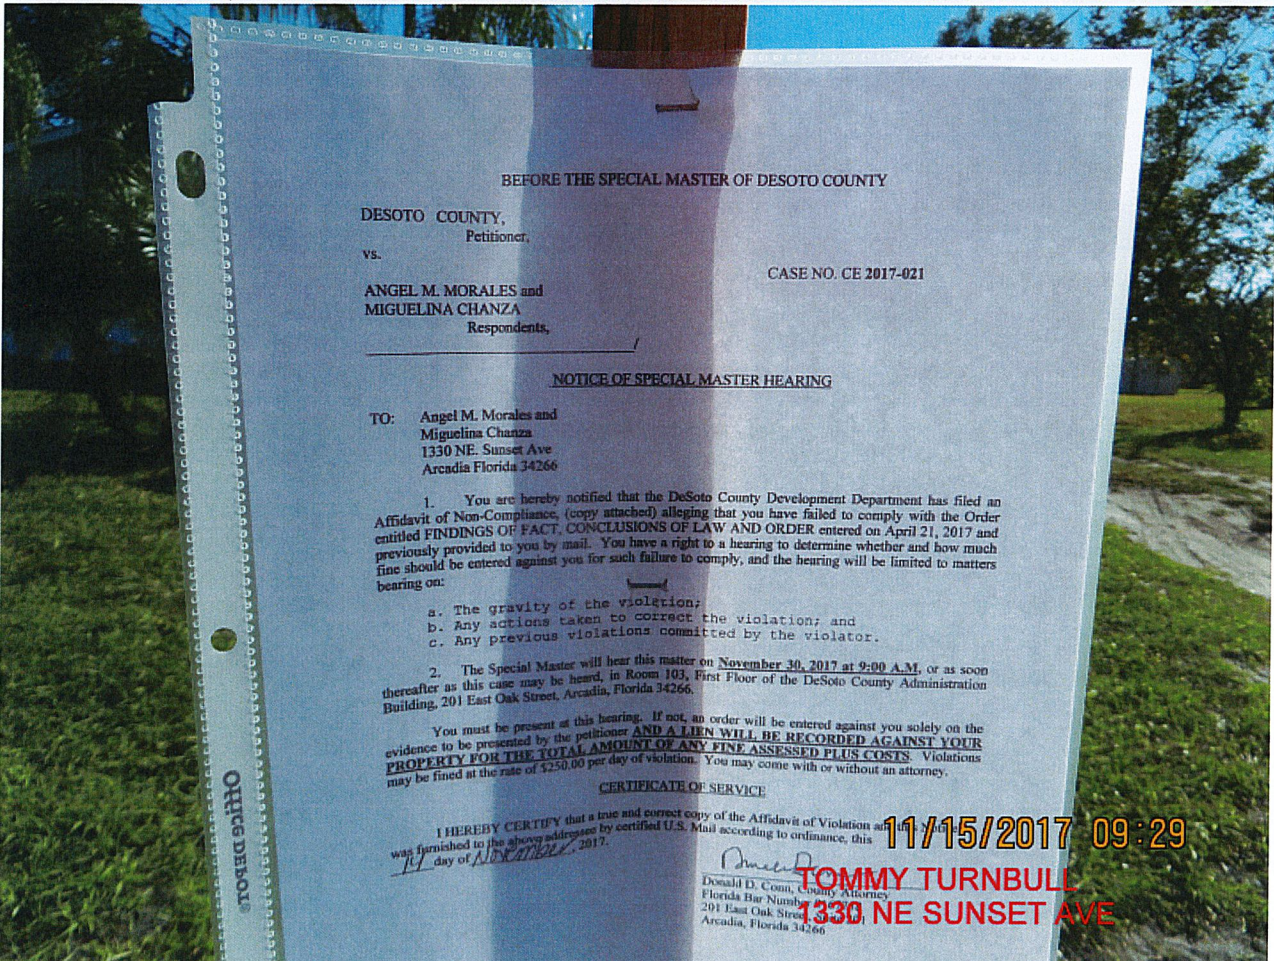 BEFORE THE SPECIAL MASTER OF DESOTO COUNTY
DESOTO COUNTY,
Petitioner,
vs.
CASE NO. CE 2017-021
ANGEL M. MORALES and
MIGUELINA CHANZA
Respondents,
/
NOTICE OF SPECIAL MASTER HEARING
TO: Angel M. Morales and
Miguelina Chanza
1330 NE. Sunset Ave
Arcadia Florida 34266
1. You are hereby notified that the DeSoto County Development Department has filed an
Affidavit of Non-Compliance, (copy attached) alleging that you have failed to comply with the Order
entitled FINDINGS OF FACT, CONCLUSIONS OF LAW AND ORDER entered on April 21, 2017 and
previously provided to you by mail. You have a right to a hearing to determine whether and how much
fine should be entered against you for such failure to comply, and the hearing will be limited to matters
bearing on:
a. The gravity of the violation;
b. Any actions taken to correct the violation; and
c. Any previous violations committed by the violator.
2. The Special Master will hear this matter on November 30, 2017 at 9:00 A.M, or as soon
thereafter as this case may be heard, in Room 103, First Floor of the DeSoto County Administration
Building, 201 East Oak Street, Arcadia, Florida 34266.
You must be present at this hearing. If not, an order will be entered against you solely on the
evidence to be presented by the petitioner AND A LIEN WILL BE RECORDED AGAINST YOUR
PROPERTY FOR THE TOTAL AMOUNT OF ANY FINE ASSESSED PLUS COSTS. Violations
may be fined at the rate of $250.00 per day of violation. You may come with or without an attorney.
CERTIFICATE OF SERVICE
I HEREBY CERTIFY that a true and correct copy of the Affidavit of Violation
was furnished to the above addressee by certified U.S. Mail according to ordinance, this
14 day of November, 2017.
Donald D. Conn, County Attorney
Florida Bar
201 East Oak
Arcadia, Florida 34266
Office DEPOT®
11/15/2017 09:29
TOMMY TURNBULL
1330 NE SUNSET AVE